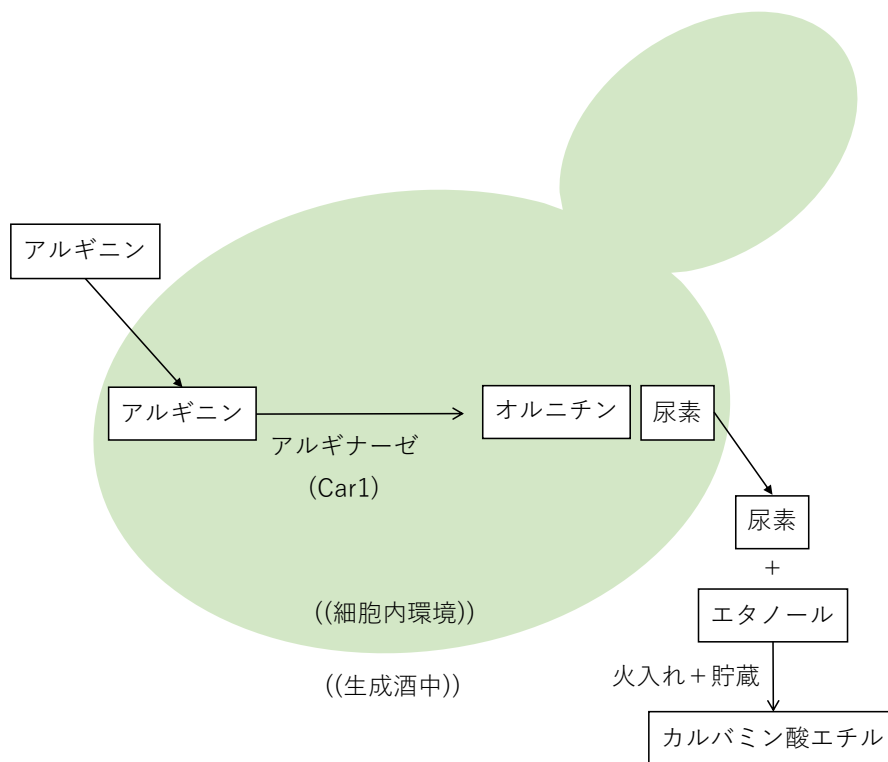 アルギニン
アルギニン
オルニチン
尿素
アルギナーゼ
(Car1)
尿素
+
((細胞内環境))
エタノール
((生成酒中))
火入れ+貯蔵
カルバミン酸エチル